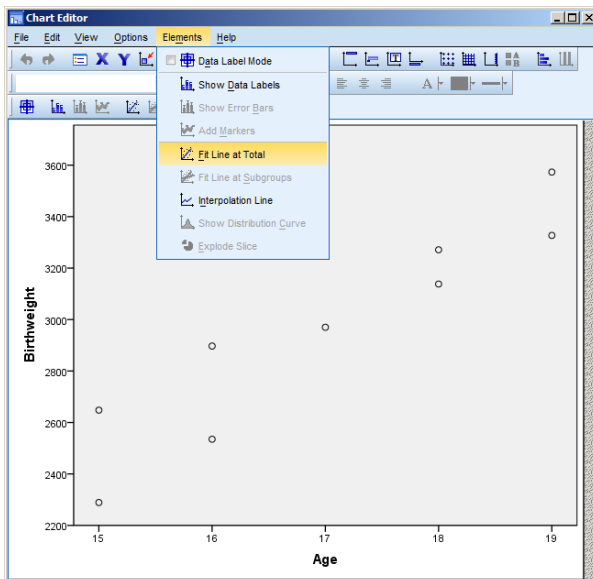 Chart Editor
File Edit View Options Elements Help
X Y
Data Label Mode
Show Data Labels
Show Error Bars
Add Markers
Fit Line at Total
Fit Line at Subgroups
Interpolation Line
Show Distribution Curve
Explode Slice
A
Birthweight
3600
3400
3200
3000
2800
2600
2400
2200
15 16 17 18 19
Age